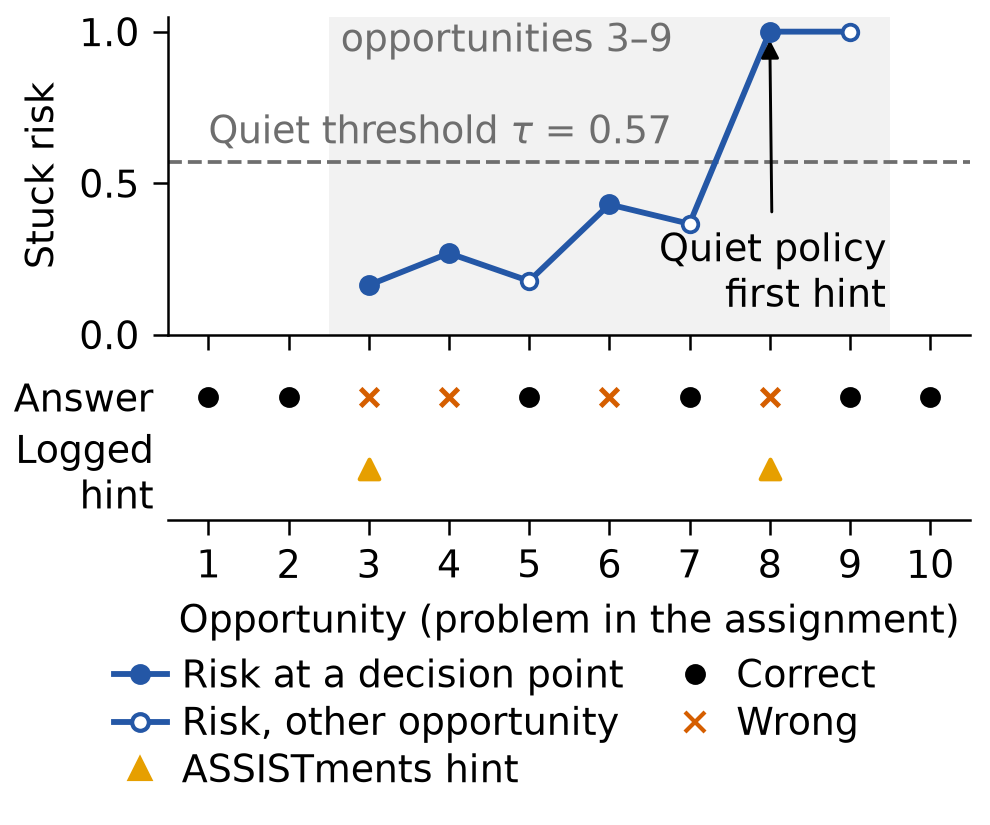 1.0
opportunities 3–9
Quiet threshold τ = 0.57
Stuck risk
0.5
Quiet policy
first hint
0.0
Answer
Logged
hint
1 2 3 4 5 6 7 8 9 10
Opportunity (problem in the assignment)
Risk at a decision point
Correct
Risk, other opportunity
Wrong
ASSISTments hint